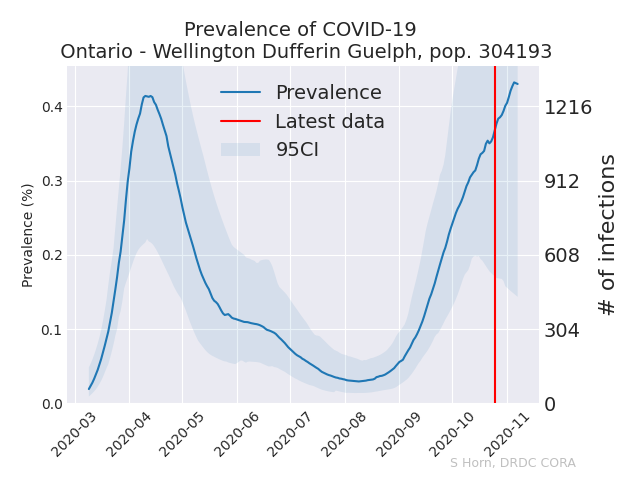 Prevalence of COVID-19
Ontario - Wellington Dufferin Guelph, pop. 304193
Prevalence
Latest data
95CI
Prevalence (%)
0.4
0.3
0.2
0.1
0.0
1216
912
608
304
0
# of infections
2020-03
2020-04
2020-05
2020-06
2020-07
2020-08
2020-09
2020-10
2020-11
S Horn, DRDC CORA